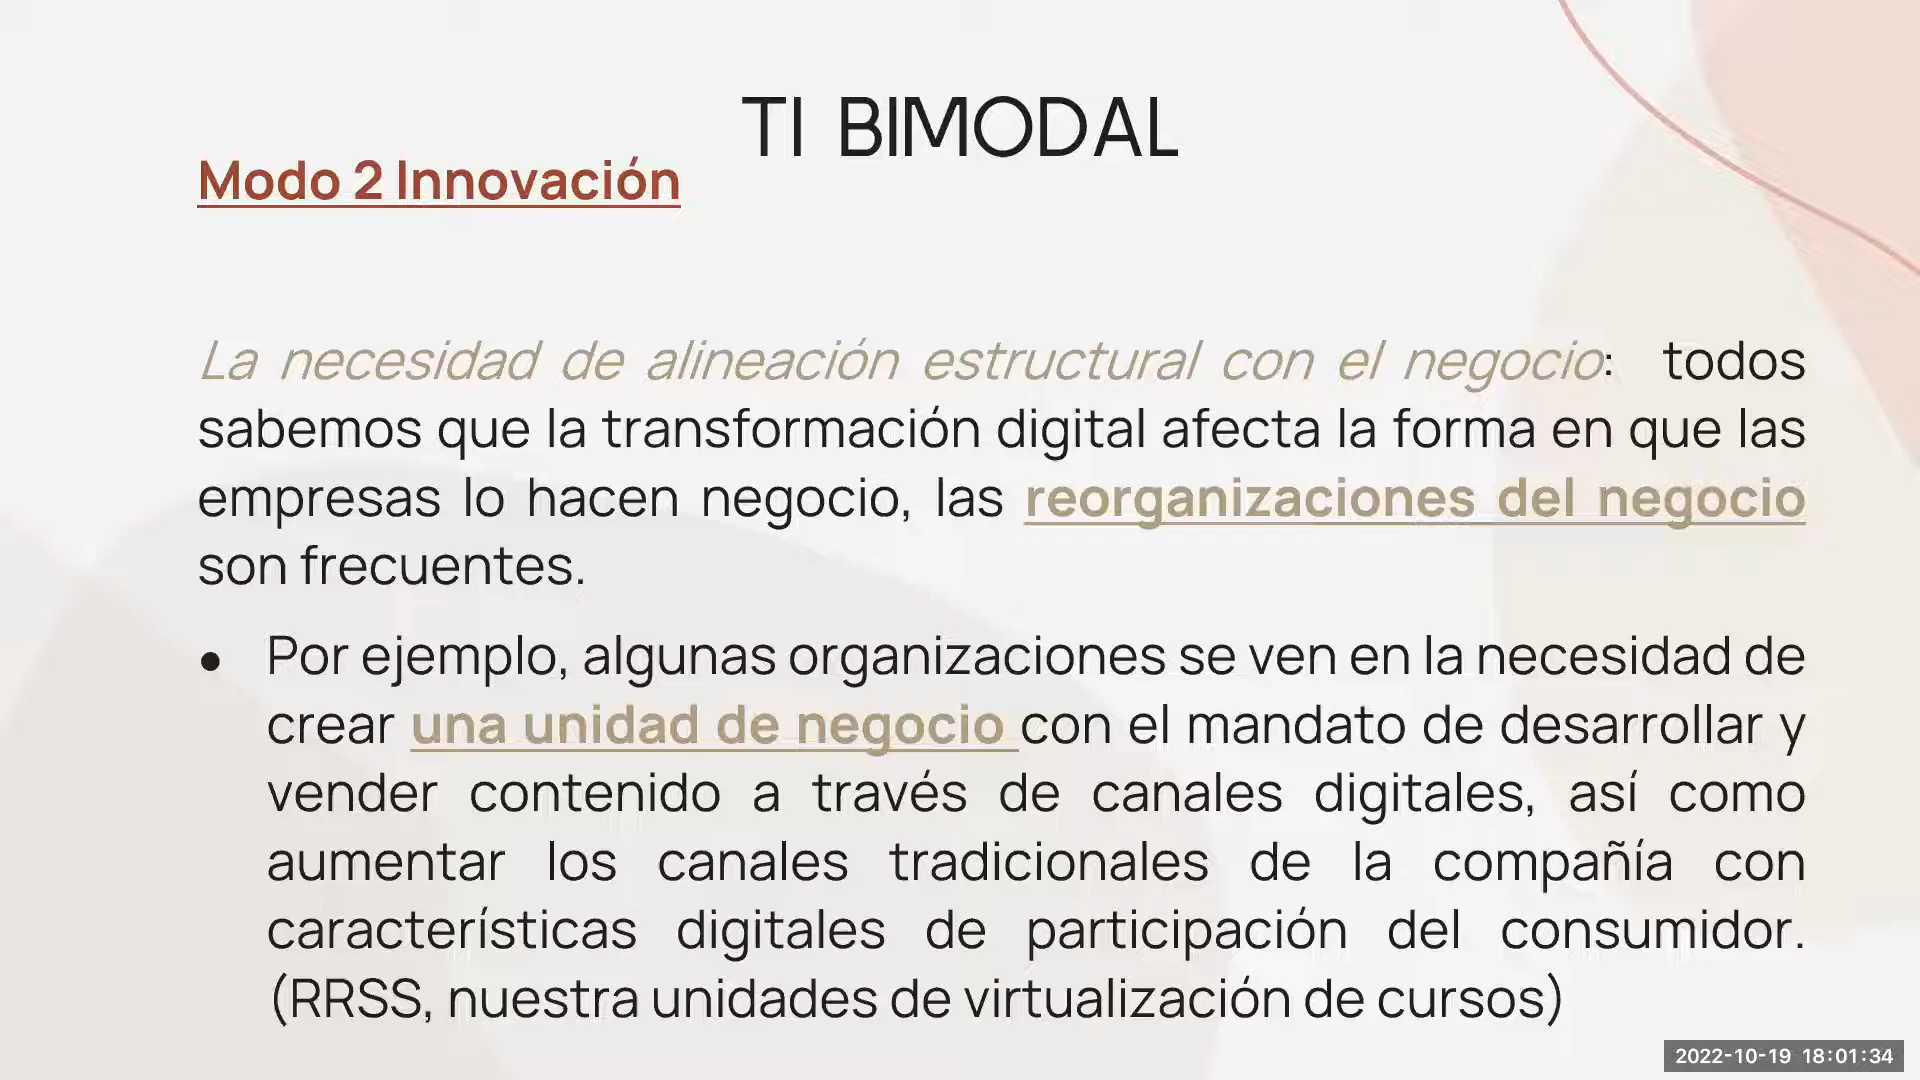 TI BIMODAL
Modo 2 Innovación
La necesidad de alineación estructural con el negocio: todos
sabemos que la transformación digital afecta la forma en que las
empresas lo hacen negocio, las reorganizaciones del negocio
son frecuentes.
• Por ejemplo, algunas organizaciones se ven en la necesidad de
crear una unidad de negocio con el mandato de desarrollar y
vender contenido a través de canales digitales, así como
aumentar los canales tradicionales de la compañía con
características digitales de participación del consumidor.
(RRSS, nuestra unidades de virtualización de cursos)
2022-10-19 18:01:34